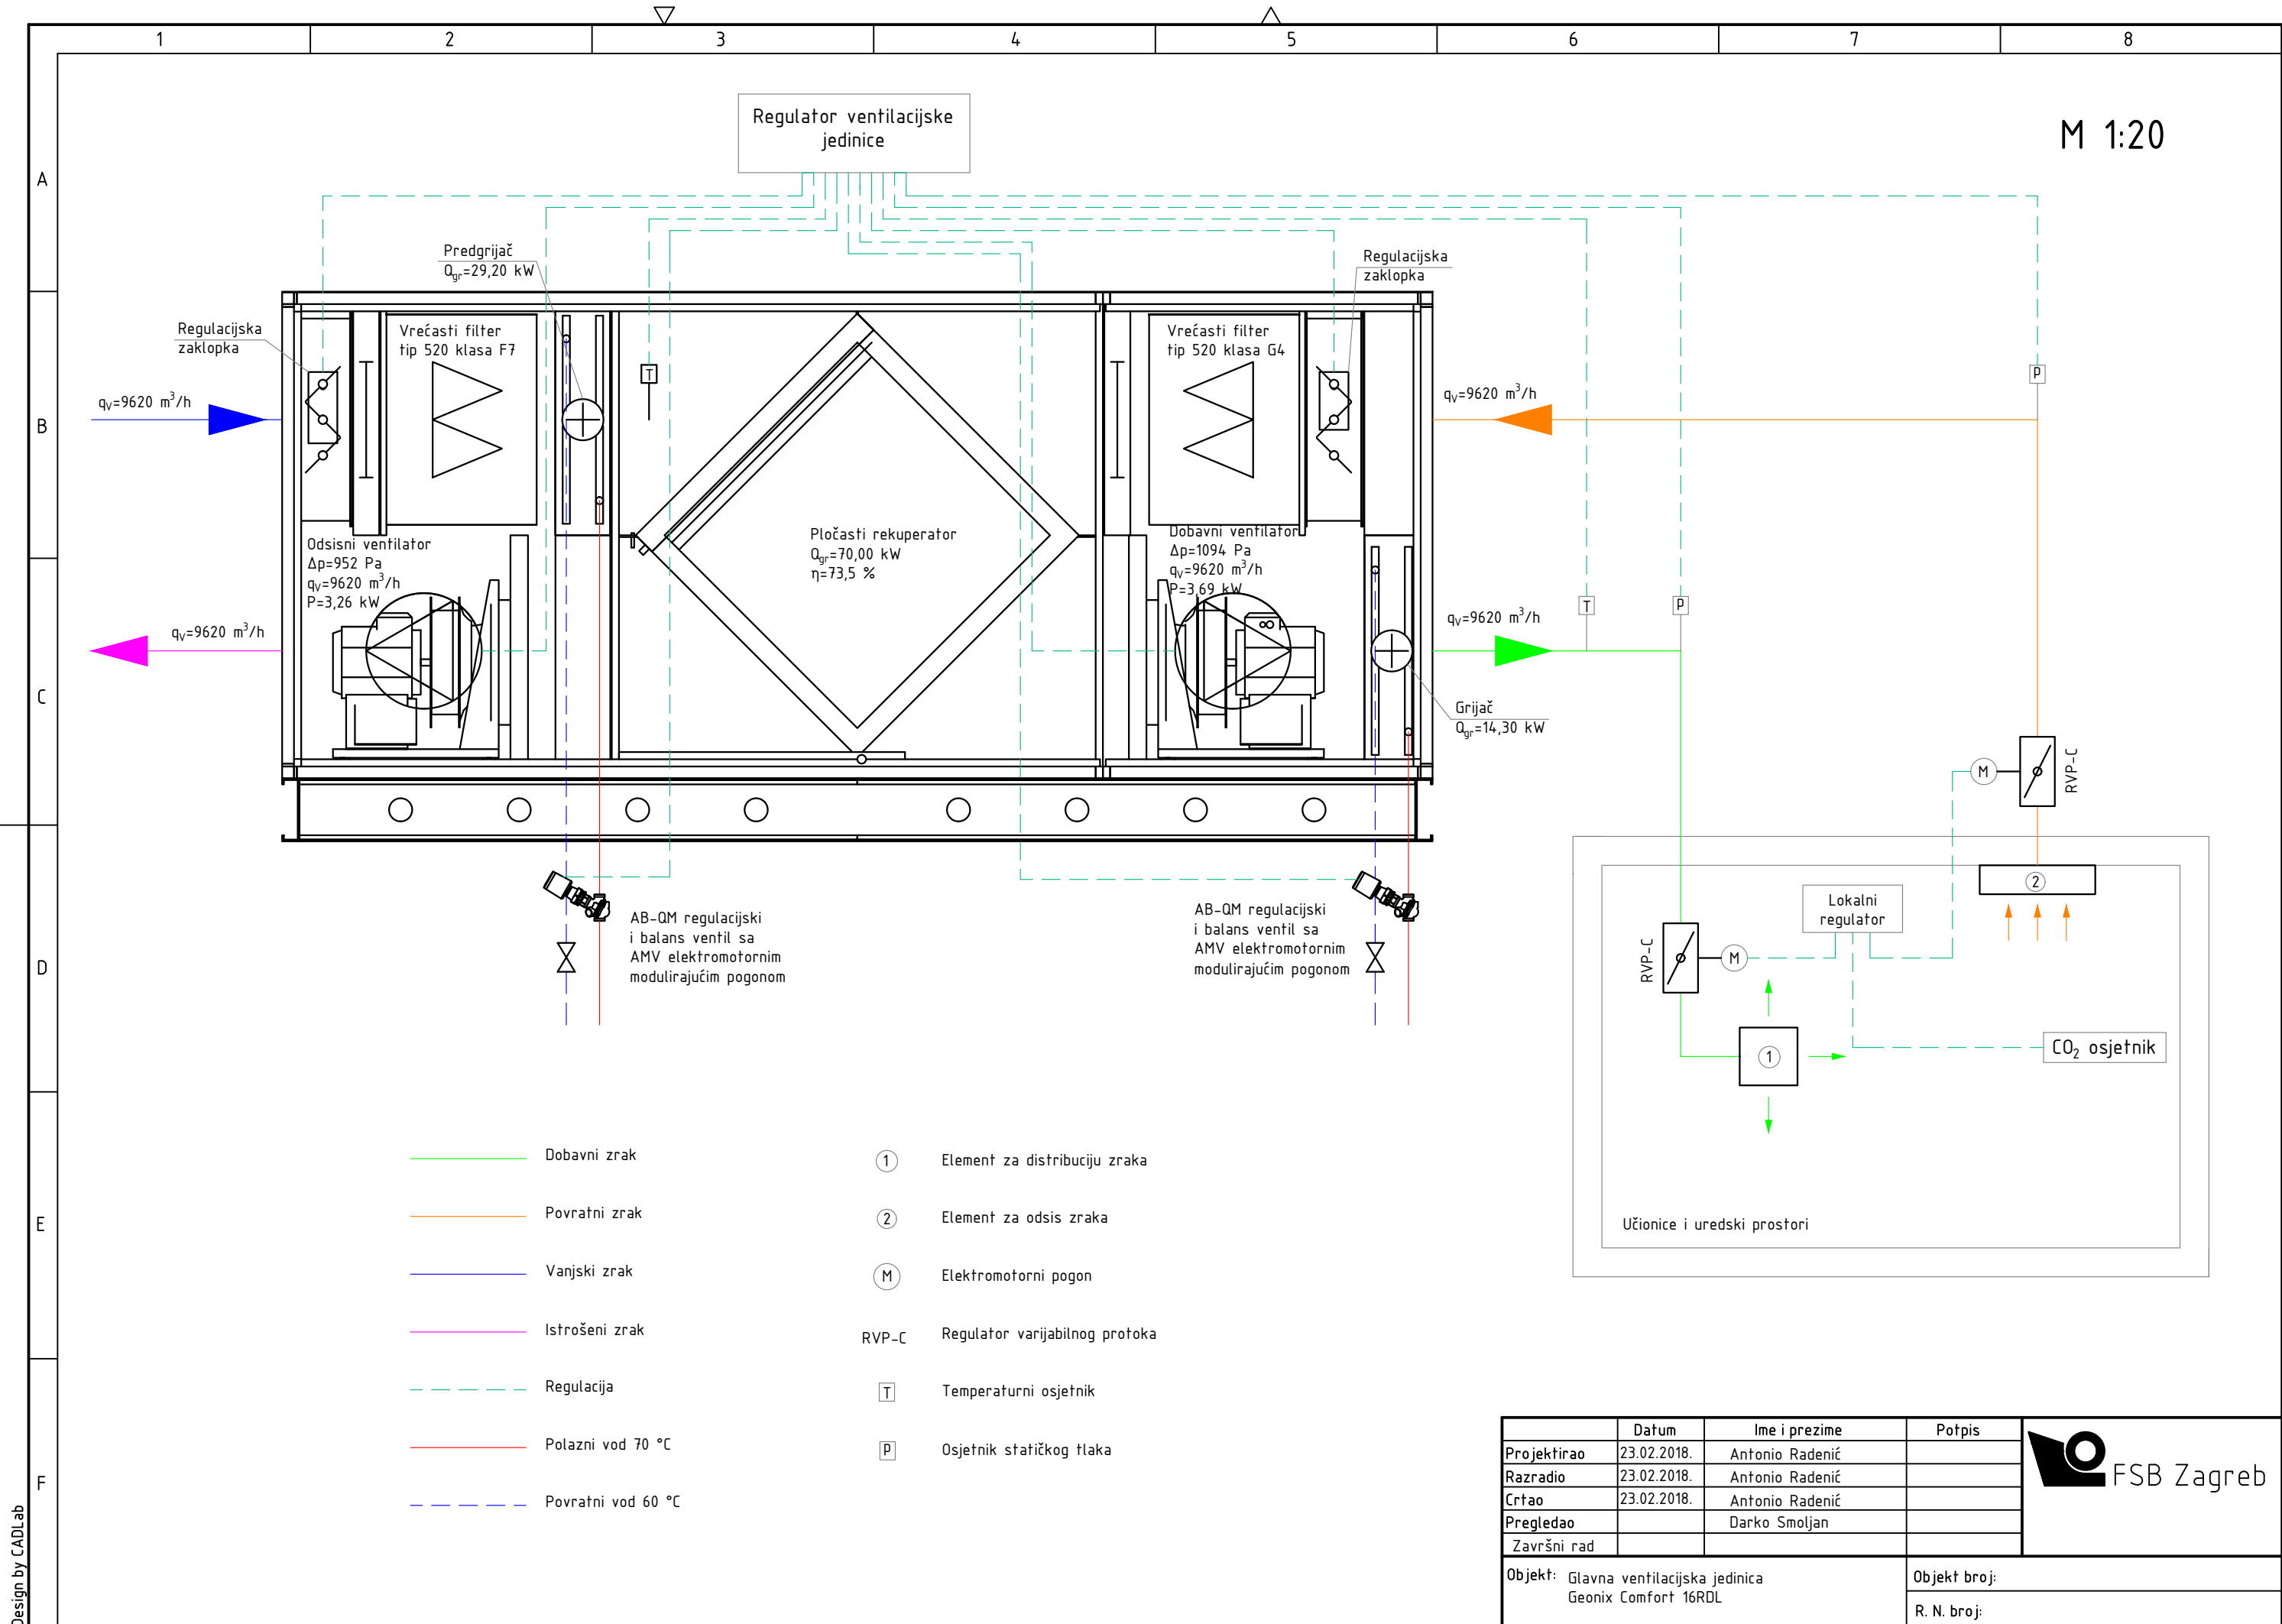 1 2 3 4 5 6 7 8
A
B
C
D
E
F
M 1:20
Regulator ventilacijske
jedinice
Predgrijač
Qgr=29,20 kW
Regulacijska
zaklopka
Regulacijska
zaklopka
Vrećasti filter
tip 520 klasa F7
Vrećasti filter
tip 520 klasa G4
T
P
qV=9620 m³/h
qV=9620 m³/h
Odsisni ventilator
Δp=952 Pa
qV=9620 m³/h
P=3,26 kW
Pločasti rekuperator
Qgr=70,00 kW
η=73,5 %
Dobavni ventilator
Δp=1094 Pa
qV=9620 m³/h
P=3,69 kW
T
P
qV=9620 m³/h
qV=9620 m³/h
Grijač
Qgr=14,30 kW
M
RVP-C
AB-QM regulacijski
i balans ventil sa
AMV elektromotornim
modulirajućim pogonom
AB-QM regulacijski
i balans ventil sa
AMV elektromotornim
modulirajućim pogonom
2
Lokalni
regulator
RVP-C
M
1
CO₂ osjetnik
Učionice i uredski prostori
Dobavni zrak
Povratni zrak
Vanjski zrak
Istrošeni zrak
Regulacija
Polazni vod 70 °C
Povratni vod 60 °C
1 Element za distribuciju zraka
2 Element za odsis zraka
M Elektromotorni pogon
RVP-C Regulator varijabilnog protoka
T Temperaturni osjetnik
P Osjetnik statičkog tlaka
Datum Ime i prezime Potpis
Projektirao 23.02.2018. Antonio Radenić
Razradio 23.02.2018. Antonio Radenić
Crtao 23.02.2018. Antonio Radenić
Pregledao Darko Smoljan
Završni rad
FSB Zagreb
Objekt: Glavna ventilacijska jedinica
Geonix Comfort 16RDL
Objekt broj:
R. N. broj:
Design by CADLab